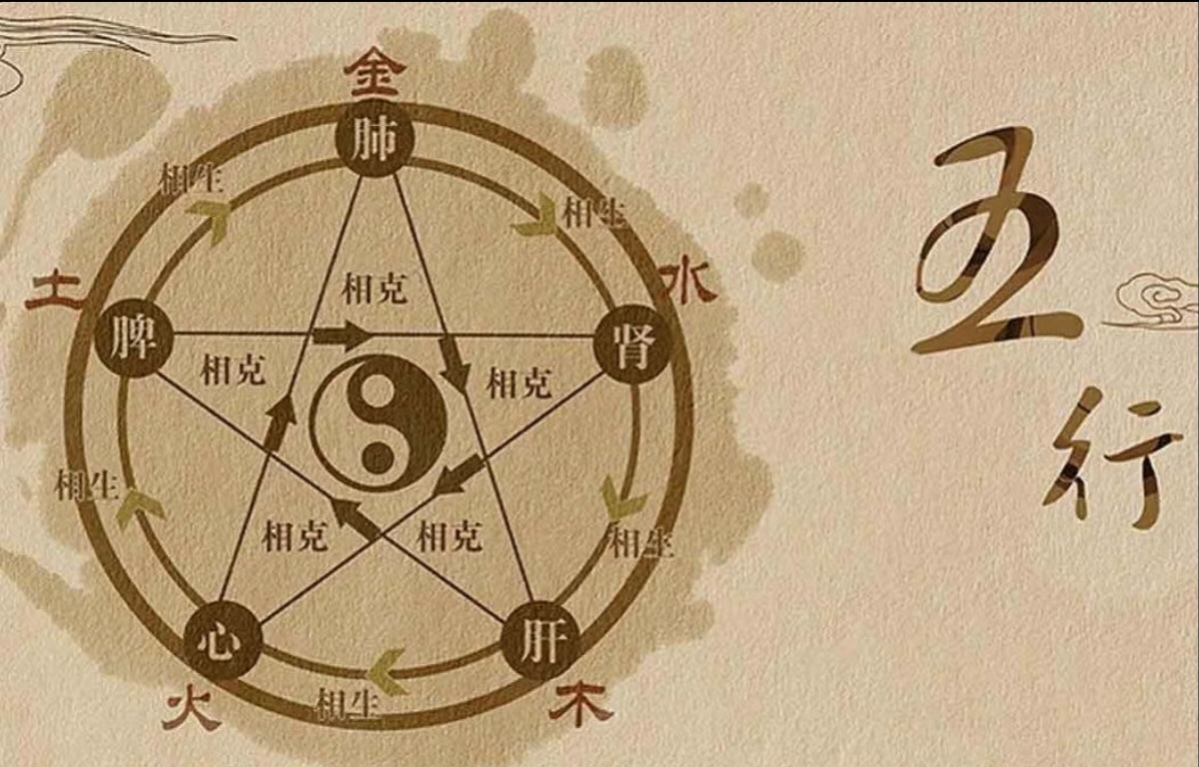 金
肺
相生
相生
土
水
相克
脾
肾
相克
相克
相生
相克
相克
相生
心
肝
火
相生
木
五
行